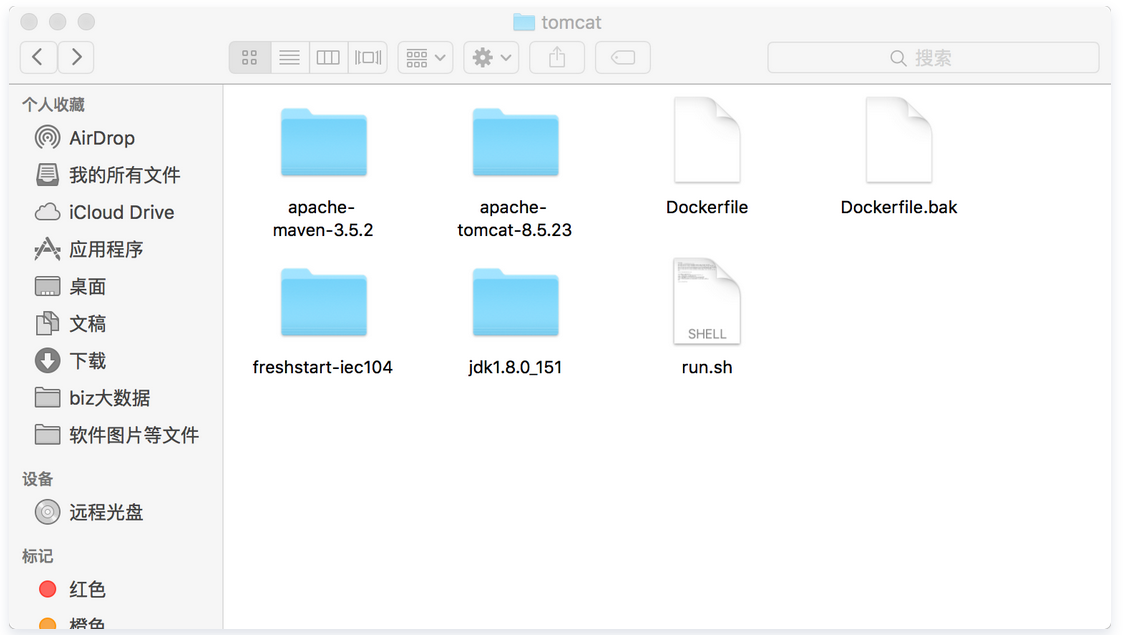 tomcat
搜索
个人收藏
AirDrop
我的所有文件
iCloud Drive
应用程序
桌面
文稿
下载
biz大数据
软件图片等文件
设备
远程光盘
标记
红色
橙色
apache-
maven-3.5.2
apache-
tomcat-8.5.23
Dockerfile
Dockerfile.bak
freshstart-iec104
jdk1.8.0_151
SHELL
run.sh